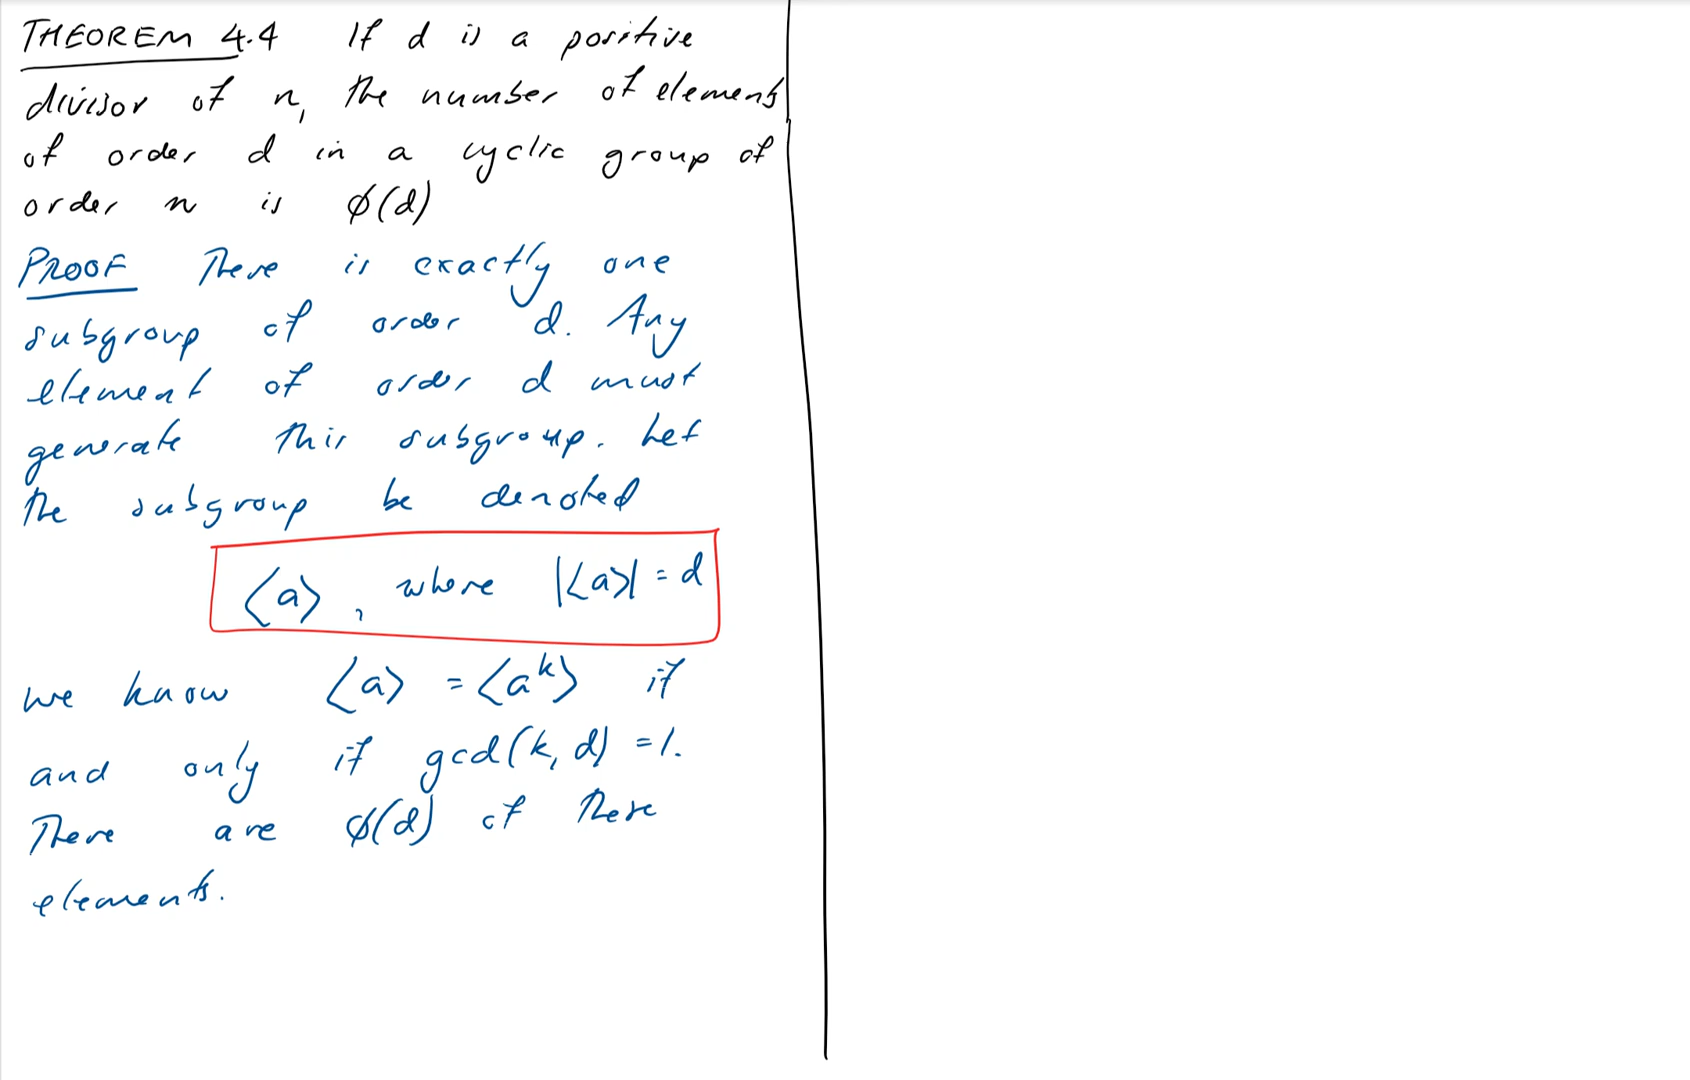 THEOREM 4.4 If d is a positive
divisor of n, the number of elements
of order d in a cyclic group of
order n is ϕ(d)
PROOF There is exactly one
subgroup of order d. Any
element of order d must
generate this subgroup. Let
the subgroup be denoted
⟨a⟩, where |⟨a⟩| = d
we know ⟨a⟩ = ⟨a^k⟩ if
and only if gcd(k, d) = 1.
There are ϕ(d) of these
elements.